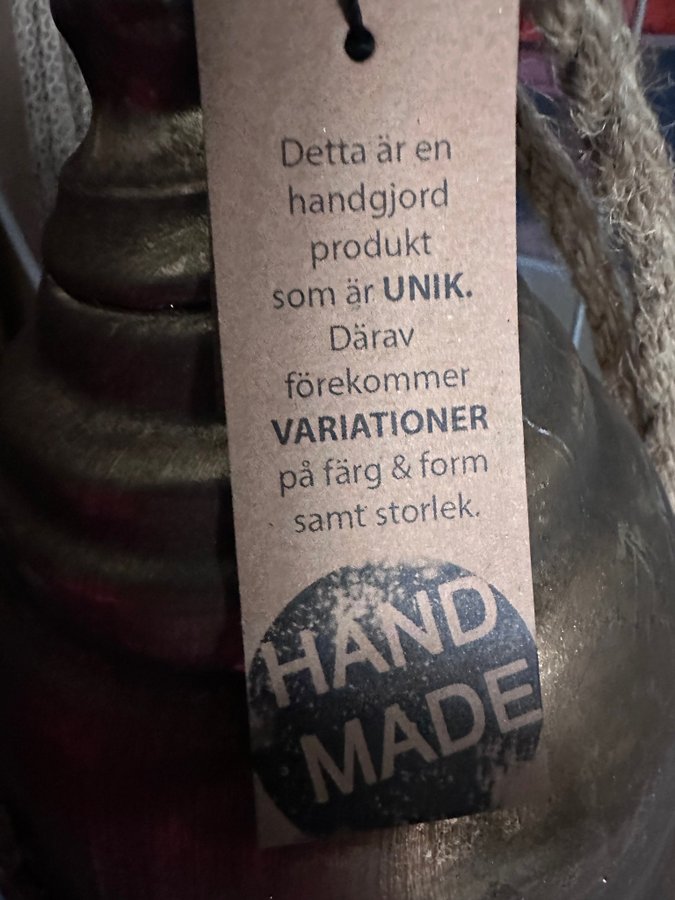 Detta är en
handgjord
produkt
som är UNIK.
Därav
förekommer
VARIATIONER
på färg & form
samt storlek.
HAND
MADE